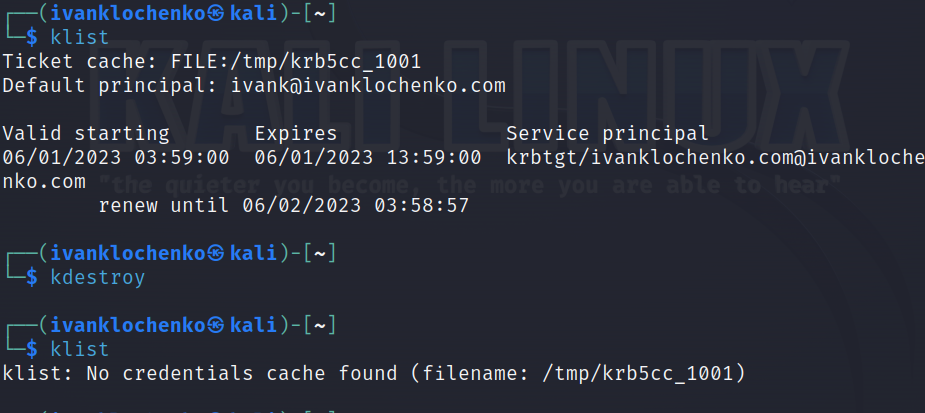 ┌──(ivanklochenko㉿kali)-[~]
└─$ klist
Ticket cache: FILE:/tmp/krb5cc_1001
Default principal: ivank@ivanklochenko.com
KALI LINUX
Valid starting       Expires              Service principal
06/01/2023 03:59:00  06/01/2023 13:59:00  krbtgt/ivanklochenko.com@ivankloche
nko.com
"the quieter you become, the more you are able to hear"
        renew until 06/02/2023 03:58:57
┌──(ivanklochenko㉿kali)-[~]
└─$ kdestroy
┌──(ivanklochenko㉿kali)-[~]
└─$ klist
klist: No credentials cache found (filename: /tmp/krb5cc_1001)